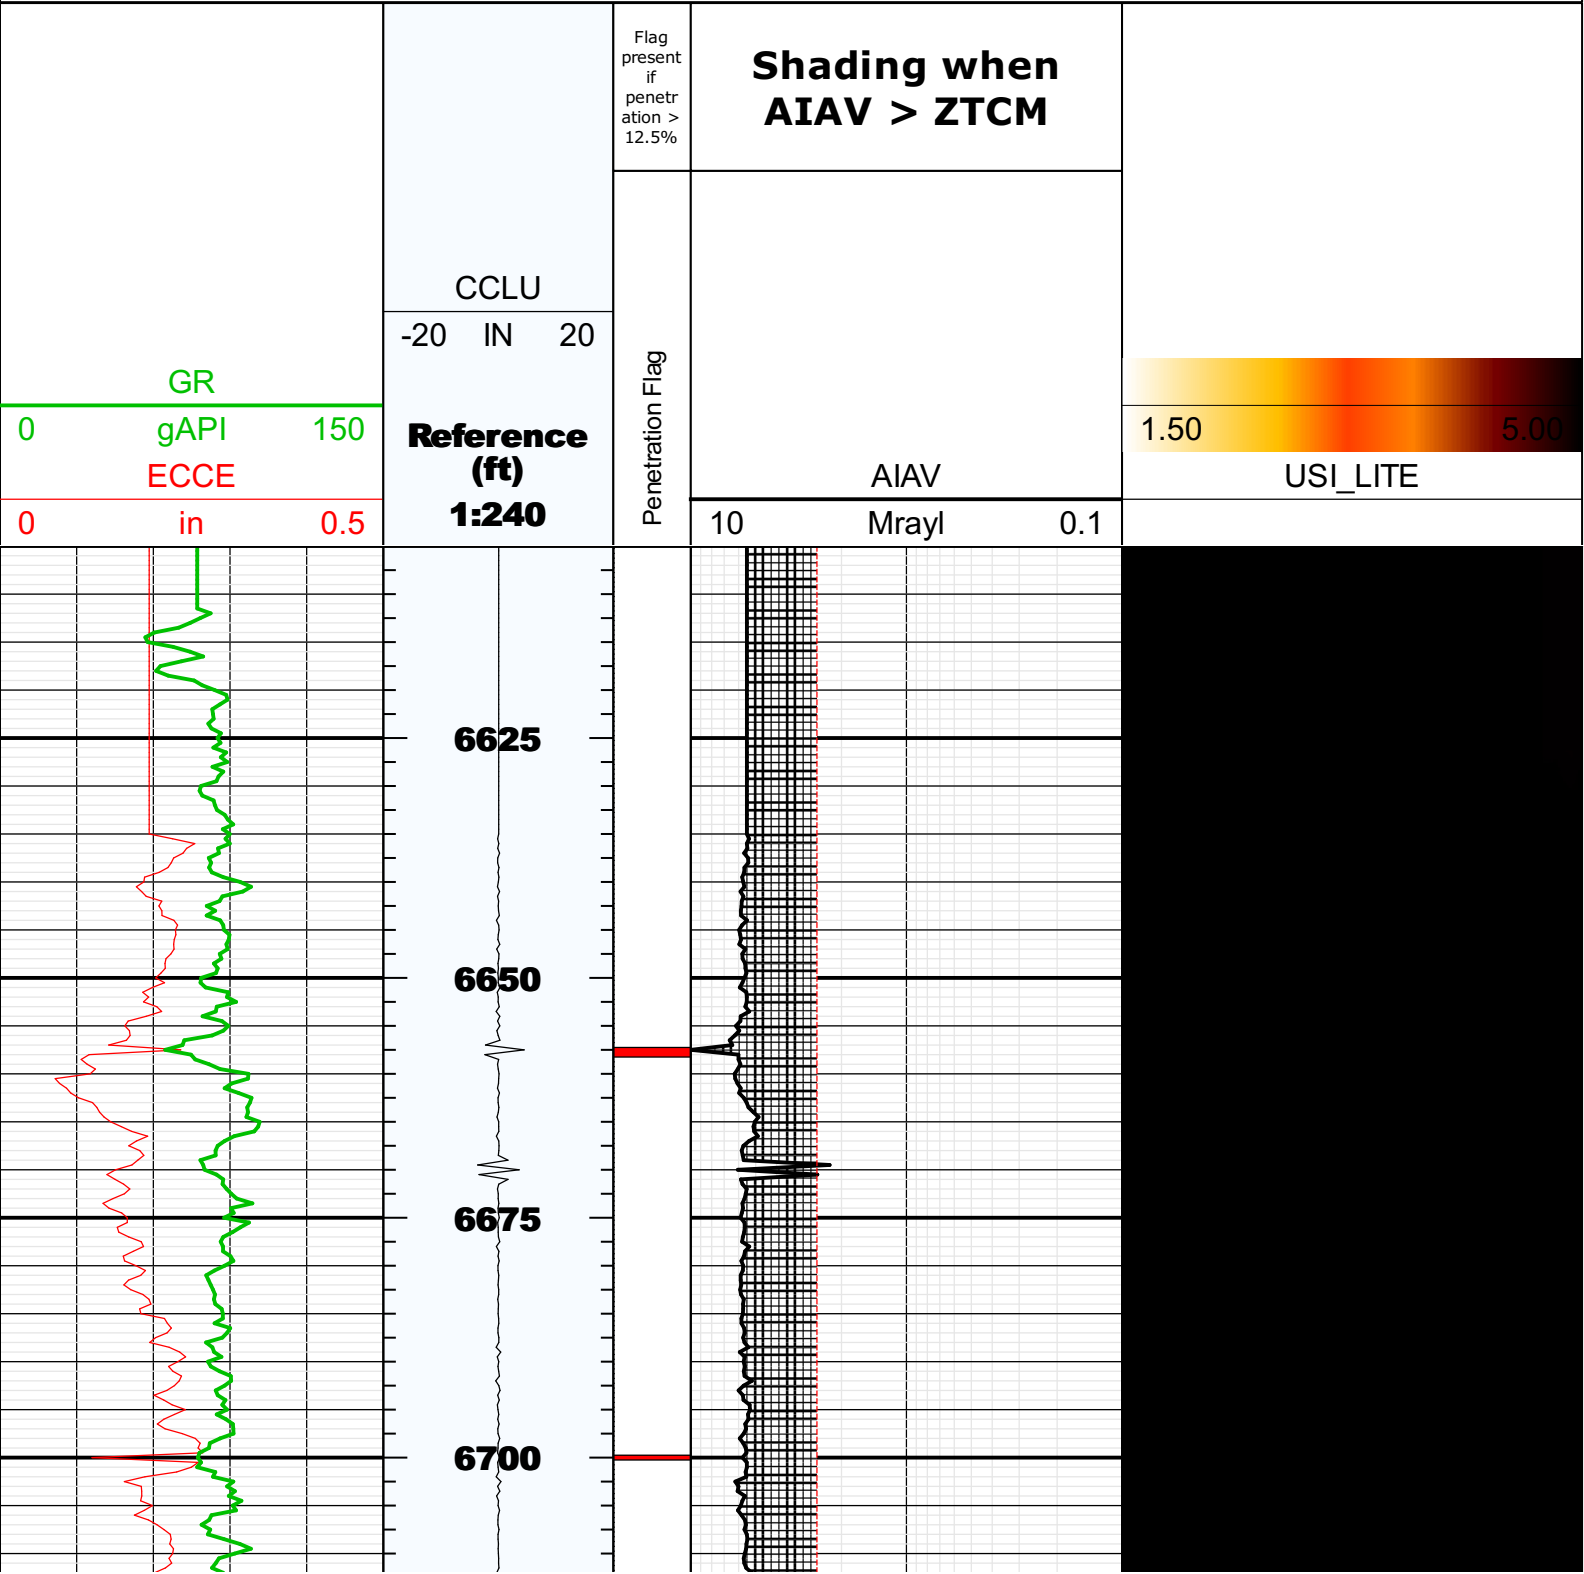 Flag
present
if
penetr
ation >
12.5%
Shading when
AIAV > ZTCM
CCLU
-20 IN 20
GR
0 gAPI 150
ECCE
0 in 0.5
Reference
(ft)
1:240
Penetration Flag
AIAV
10 Mrayl 0.1
1.50 5.00
USI_LITE
6625
6650
6675
6700